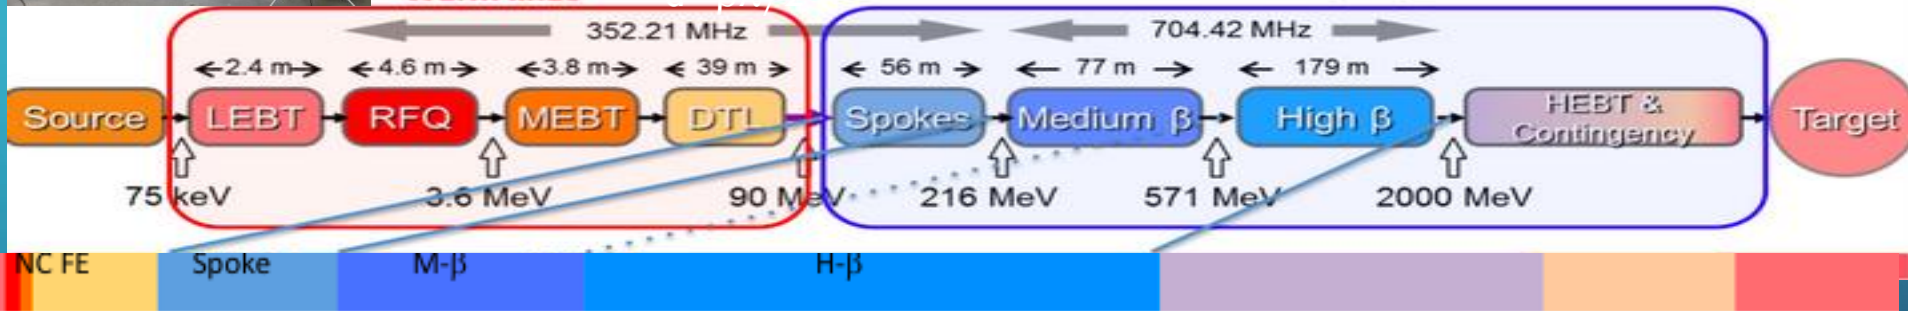 352.21 MHz 704.42 MHz
2.4 m 4.6 m 3.8 m 39 m 56 m 77 m 179 m
Source LEBT RFQ MEBT DTL Spokes Medium β High β HEBT & Contingency Target
75 keV 3.6 MeV 90 MeV 216 MeV 571 MeV 2000 MeV
NC FE Spoke M-β H-β